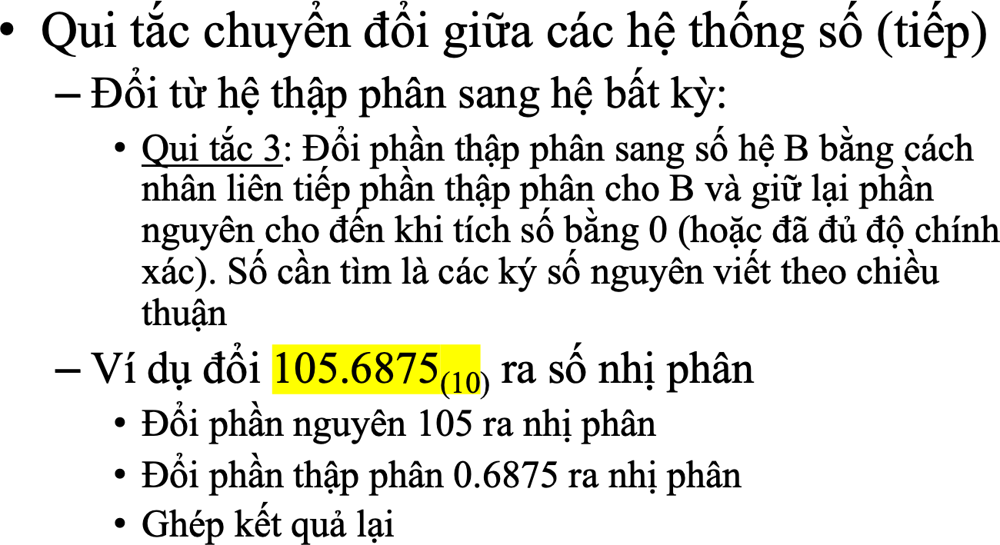 • Qui tắc chuyển đổi giữa các hệ thống số (tiếp)
– Đổi từ hệ thập phân sang hệ bất kỳ:
• Qui tắc 3: Đổi phần thập phân sang số hệ B bằng cách
nhân liên tiếp phần thập phân cho B và giữ lại phần
nguyên cho đến khi tích số bằng 0 (hoặc đã đủ độ chính
xác). Số cần tìm là các ký số nguyên viết theo chiều
thuận
– Ví dụ đổi 105.6875(10) ra số nhị phân
• Đổi phần nguyên 105 ra nhị phân
• Đổi phần thập phân 0.6875 ra nhị phân
• Ghép kết quả lại